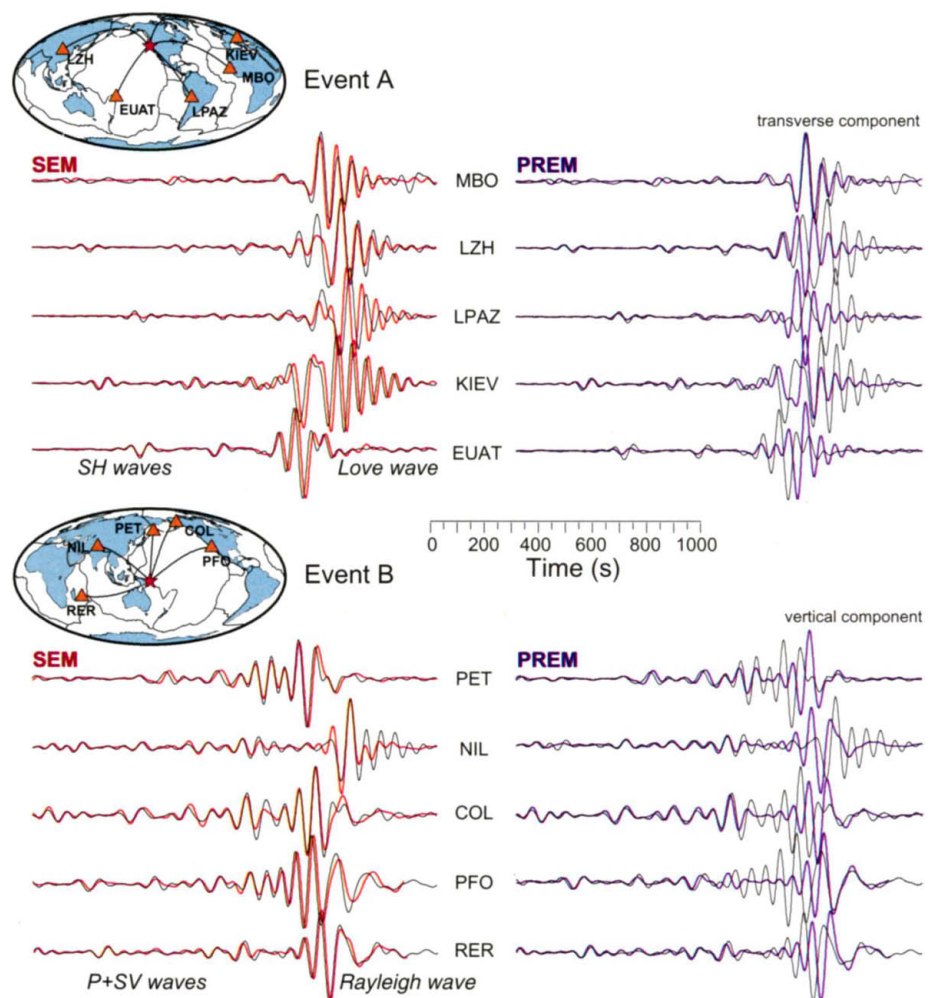 LZH
KIEV
MBO
EUAT
LPAZ
Event A
transverse component
SEM
PREM
MBO
LZH
LPAZ
KIEV
EUAT
SH waves
Love wave
PET
COL
NIL
PFO
RER
Event B
0 200 400 600 800 1000
Time (s)
vertical component
SEM
PREM
PET
NIL
COL
PFO
RER
P+SV waves
Rayleigh wave